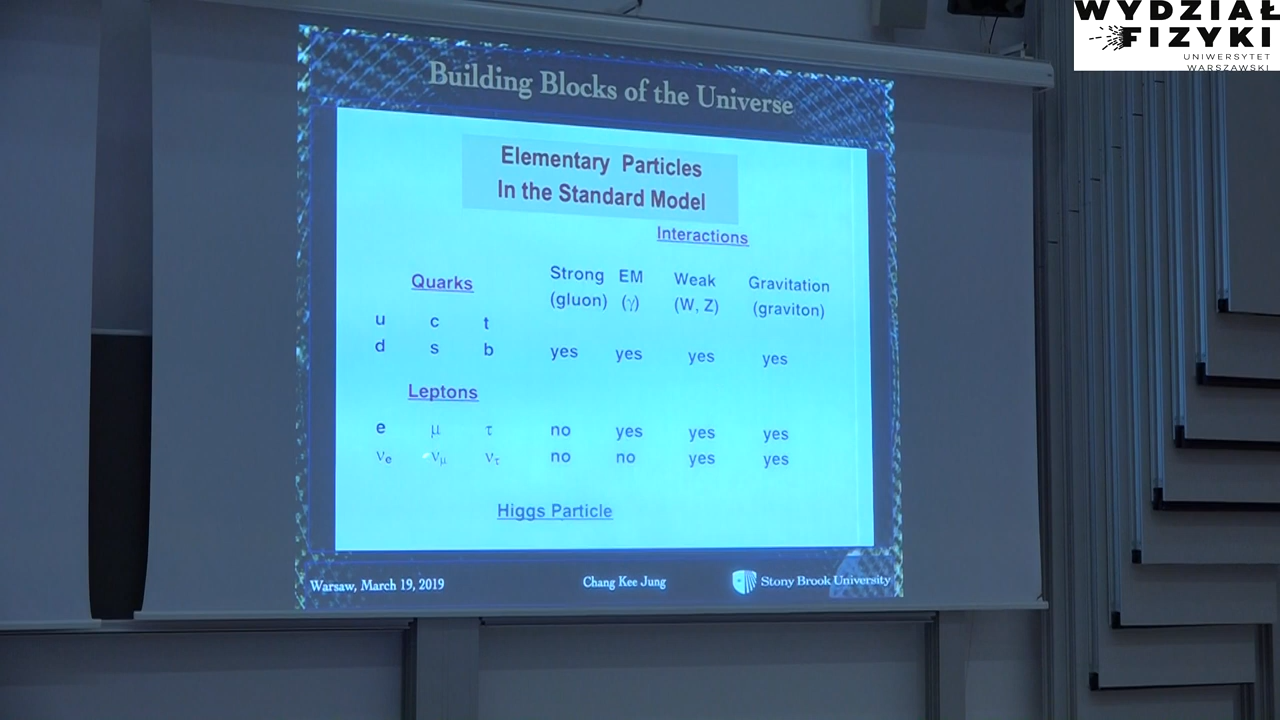 WYDZIAŁ
FIZYKI
UNIWERSYTET
WARSZAWSKI
Building Blocks of the Universe
Elementary Particles
In the Standard Model
Interactions
Quarks
Strong EM Weak Gravitation
(gluon) (γ) (W, Z) (graviton)
u c t
d s b yes yes yes yes
Leptons
e μ τ no yes yes yes
νe νμ ντ no no yes yes
Higgs Particle
Warsaw, March 19, 2019
Chang Kee Jung
Stony Brook University